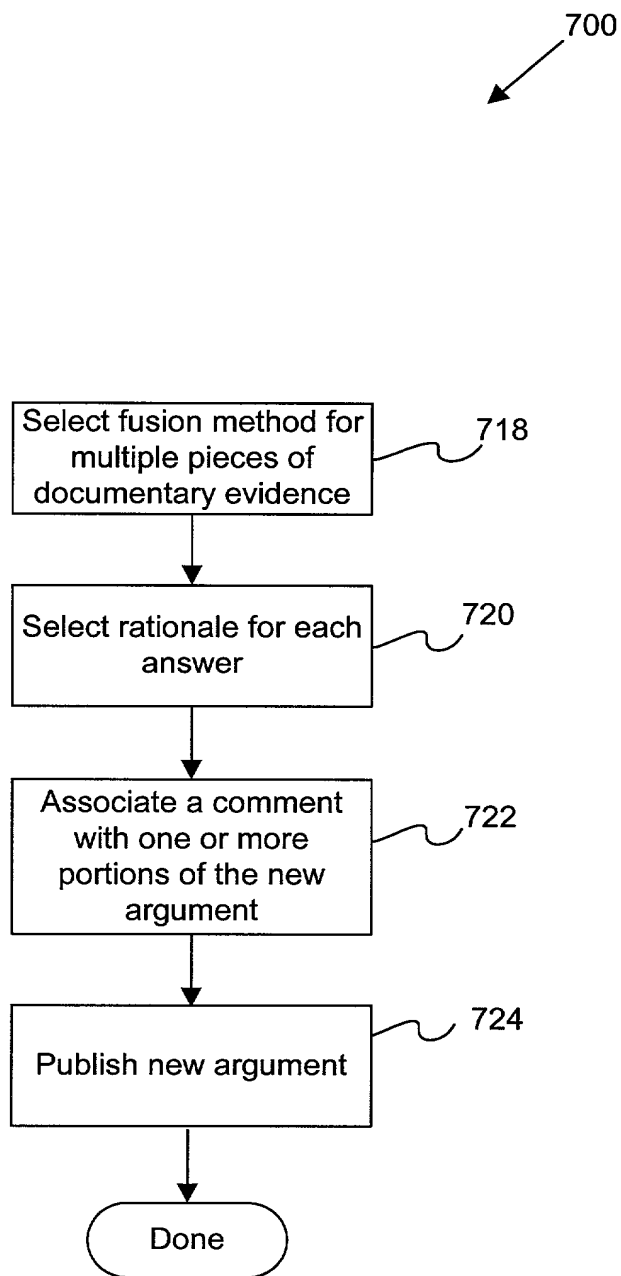 700
Select fusion method for
multiple pieces of
documentary evidence
718
Select rationale for each
answer
720
Associate a comment
with one or more
portions of the new
argument
722
Publish new argument
724
Done